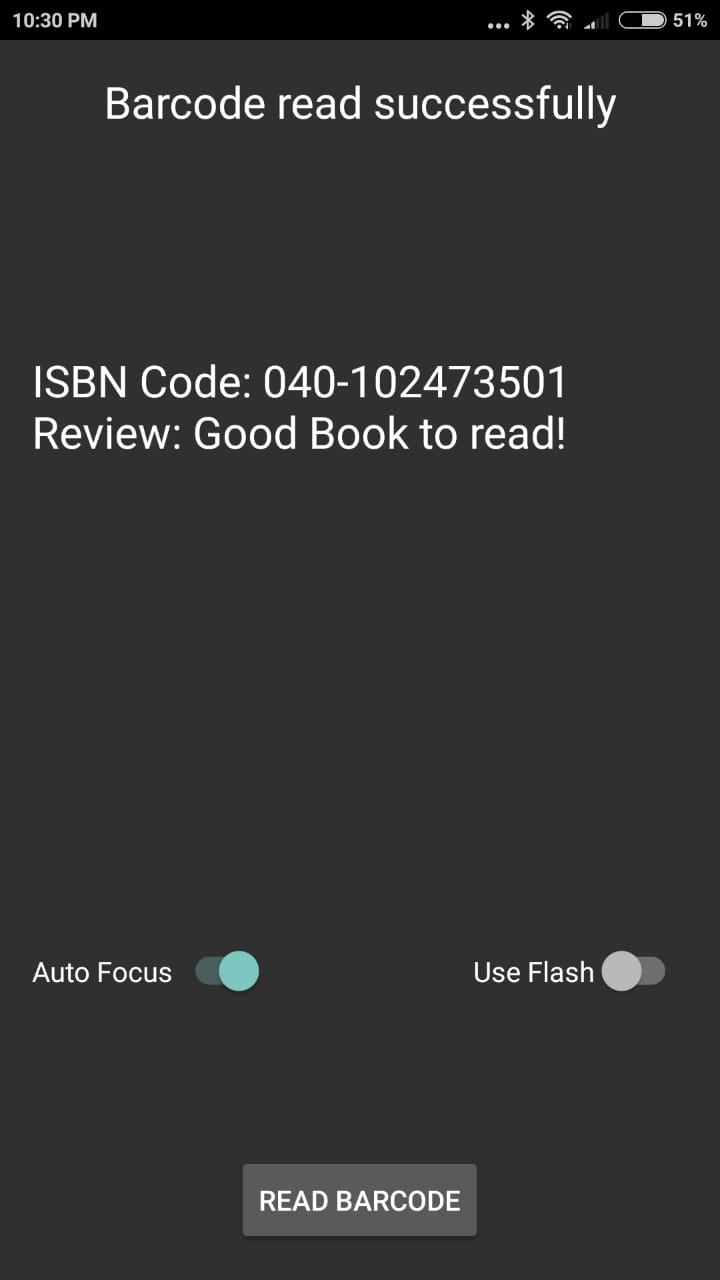 10:30 PM 51%
Barcode read successfully
ISBN Code: 040-102473501
Review: Good Book to read!
Auto Focus Use Flash
READ BARCODE